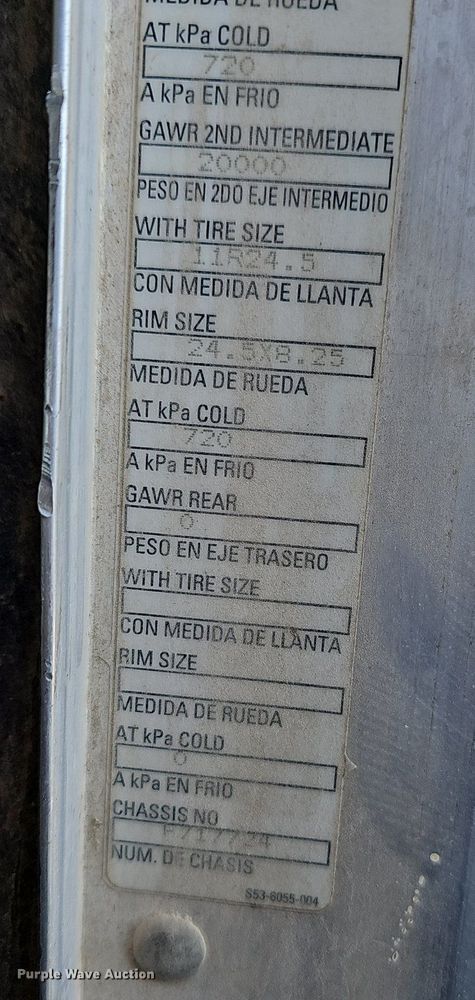 MEDIDA DE RUEDA
AT kPa COLD
720
A kPa EN FRIO
GAWR 2ND INTERMEDIATE
20000
PESO EN 2DO EJE INTERMEDIO
WITH TIRE SIZE
11R24.5
CON MEDIDA DE LLANTA
RIM SIZE
24.5X8.25
MEDIDA DE RUEDA
AT kPa COLD
720
A kPa EN FRIO
GAWR REAR
0
PESO EN EJE TRASERO
WITH TIRE SIZE
CON MEDIDA DE LLANTA
RIM SIZE
MEDIDA DE RUEDA
AT kPa COLD
0
A kPa EN FRIO
CHASSIS NO
NUM. DE CHASIS
S53-6055-004
Purple Wave Auction